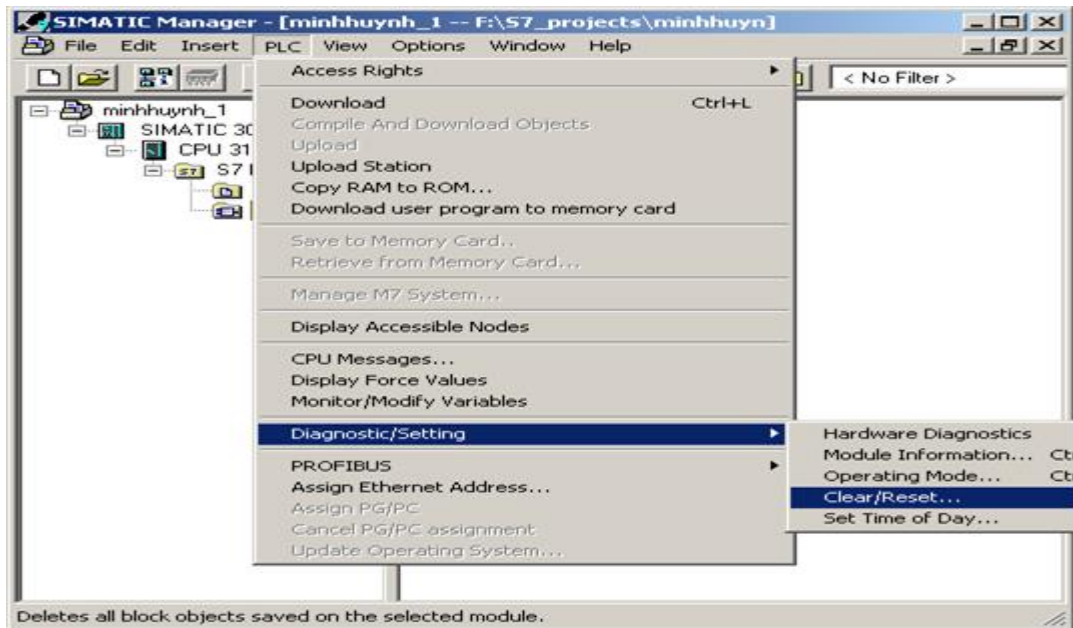 SIMATIC Manager - [minhhuynh_1 -- F:\S7_projects\minhhuyn]
File Edit Insert PLC View Options Window Help
< No Filter >
minhhuynh_1
SIMATIC 30
CPU 31
S7
Access Rights
Download Ctrl+L
Compile And Download Objects
Upload
Upload Station
Copy RAM to ROM...
Download user program to memory card
Save to Memory Card..
Retrieve from Memory Card...
Manage M7 System...
Display Accessible Nodes
CPU Messages...
Display Force Values
Monitor/Modify Variables
Diagnostic/Setting
PROFIBUS
Assign Ethernet Address...
Assign PG/PC
Cancel PG/PC assignment
Update Operating System...
Hardware Diagnostics
Module Information... Ct
Operating Mode... Ct
Clear/Reset...
Set Time of Day...
Deletes all block objects saved on the selected module.